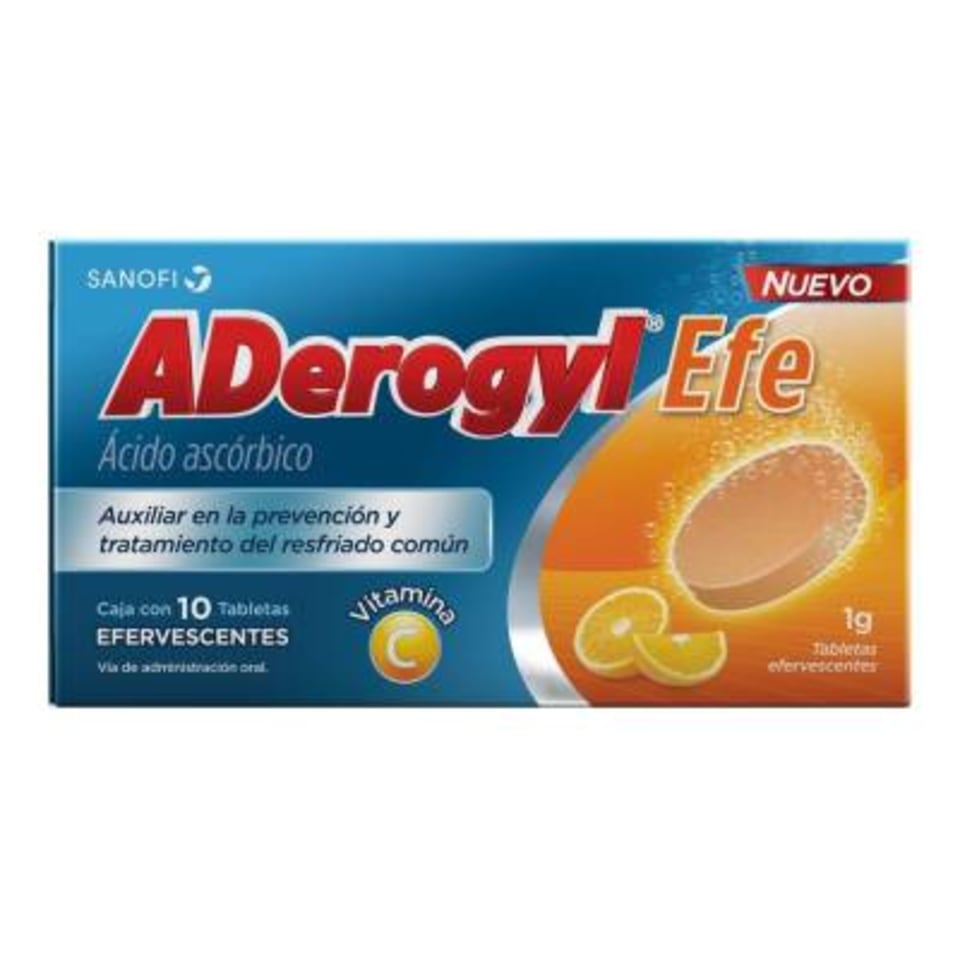 SANOFI
NUEVO
ADerogyl® Efe
Ácido ascórbico
Auxiliar en la prevención y
tratamiento del resfriado común
Caja con 10 Tabletas
EFERVESCENTES
Vía de administración oral.
Vitamina
C
1g
Tabletas
efervescentes